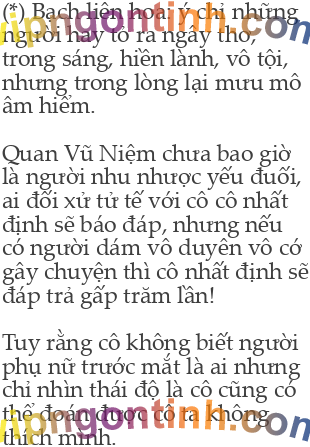 (*) Bạch liên hoa: ý chỉ những
người hay tỏ ra ngây thơ,
trong sáng, hiền lành, vô tội,
nhưng trong lòng lại mưu mô
âm hiểm.

Quan Vũ Niệm chưa bao giờ
là người nhu nhược yếu đuối,
ai đối xử tử tế với cô cô nhất
định sẽ báo đáp, nhưng nếu
có người dám vô duyên vô cớ
gây chuyện thì cô nhất định sẽ
đáp trả gấp trăm lần!

Tuy rằng cô không biết người
phụ nữ trước mắt là ai nhưng
chỉ nhìn thái độ là cô cũng có
thể đoán được cô ta không
thích mình.
vipngontinh.com
vipngontinh.com